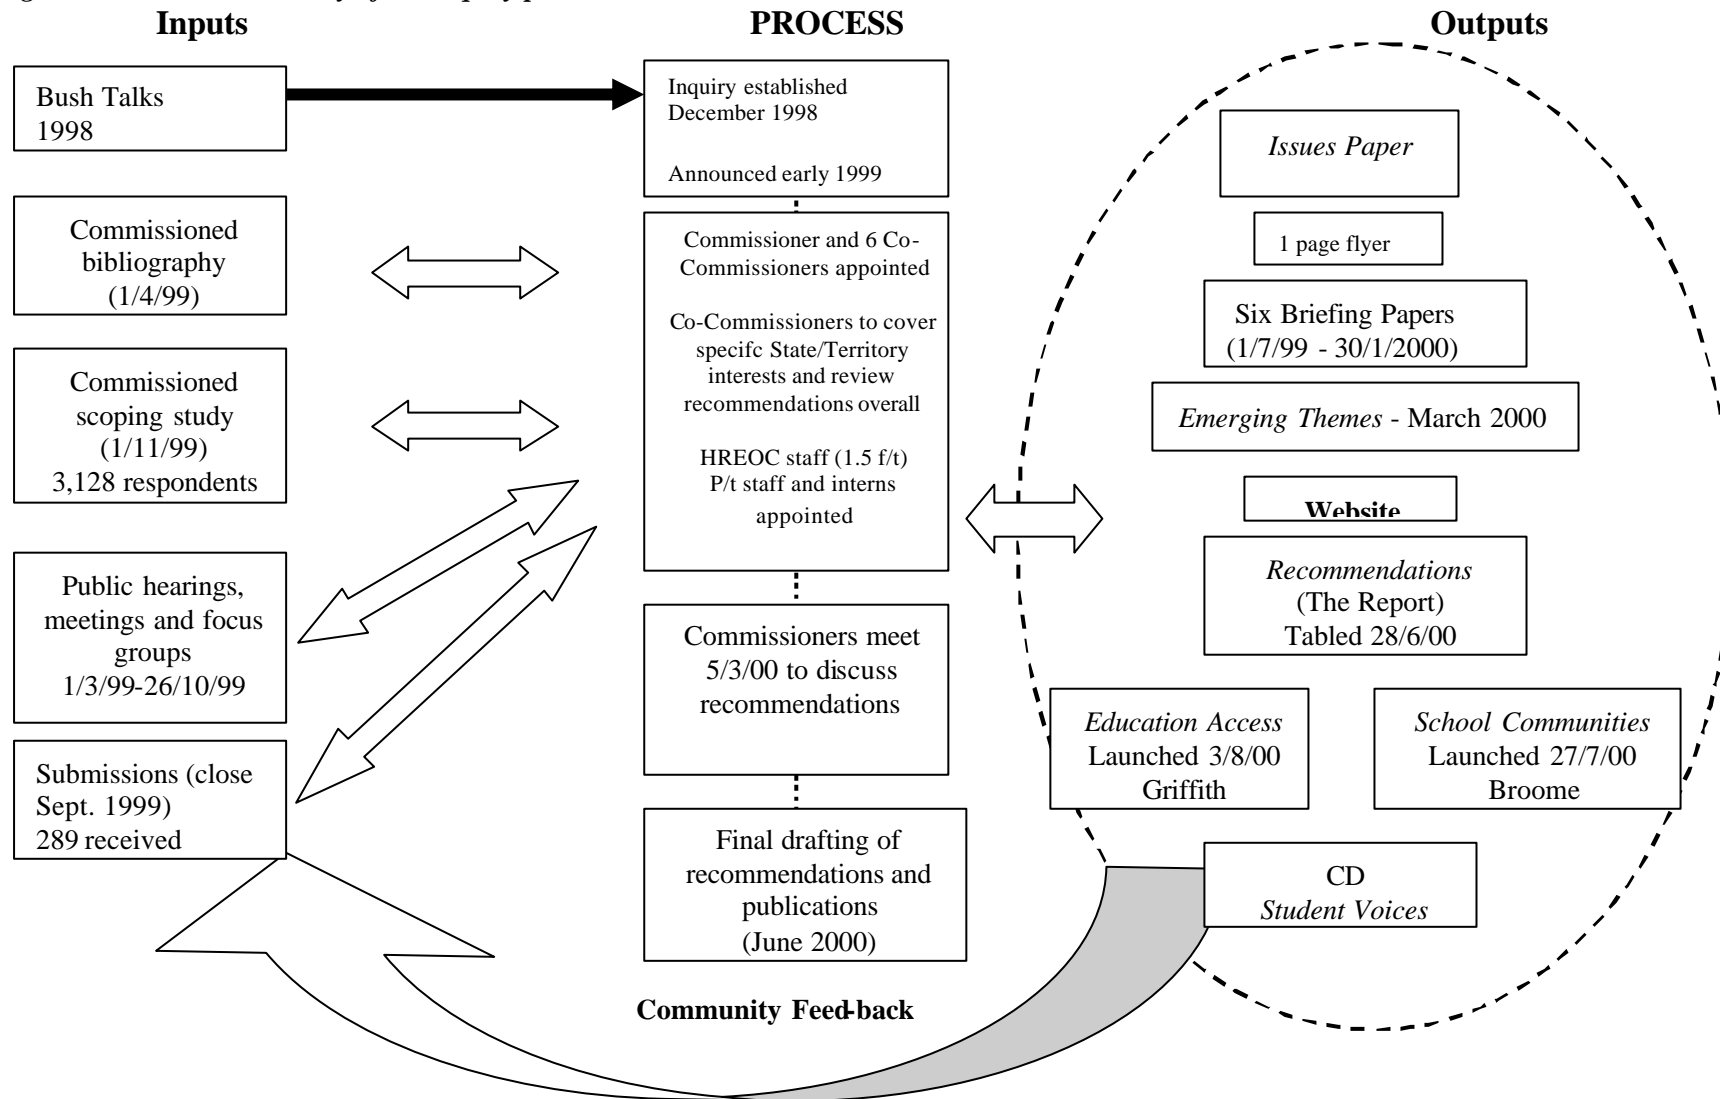 Inputs
PROCESS
Outputs
Bush Talks
1998
Commissioned
bibliography
(1/4/99)
Commissioned
scoping study
(1/11/99)
3,128 respondents
Public hearings,
meetings and focus
groups
1/3/99-26/10/99
Submissions (close
Sept. 1999)
289 received
Inquiry established
December 1998
Announced early 1999
Commissioner and 6 Co-
Commissioners appointed
Co-Commissioners to cover
specifc State/Territory
interests and review
recommendations overall
HREOC staff (1.5 f/t)
P/t staff and interns
appointed
Commissioners meet
5/3/00 to discuss
recommendations
Final drafting of
recommendations and
publications
(June 2000)
Community Feed-back
Issues Paper
1 page flyer
Six Briefing Papers
(1/7/99 - 30/1/2000)
Emerging Themes - March 2000
Website
Recommendations
(The Report)
Tabled 28/6/00
Education Access
Launched 3/8/00
Griffith
School Communities
Launched 27/7/00
Broome
CD
Student Voices